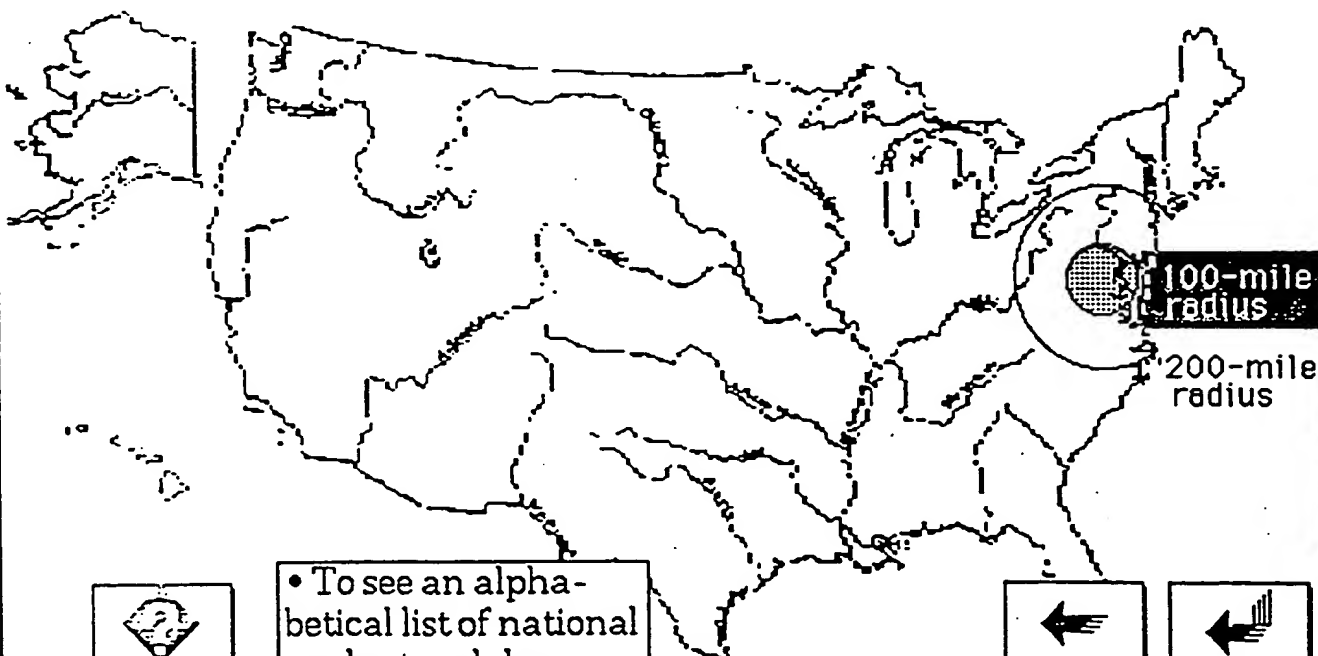 100-mile
radius
200-mile
radius
• To see an alpha-
betical list of national